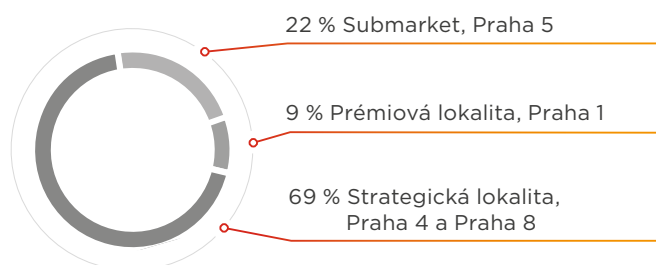 22 % Submarket, Praha 5
9 % Prémiová lokalita, Praha 1
69 % Strategická lokalita,
Praha 4 a Praha 8